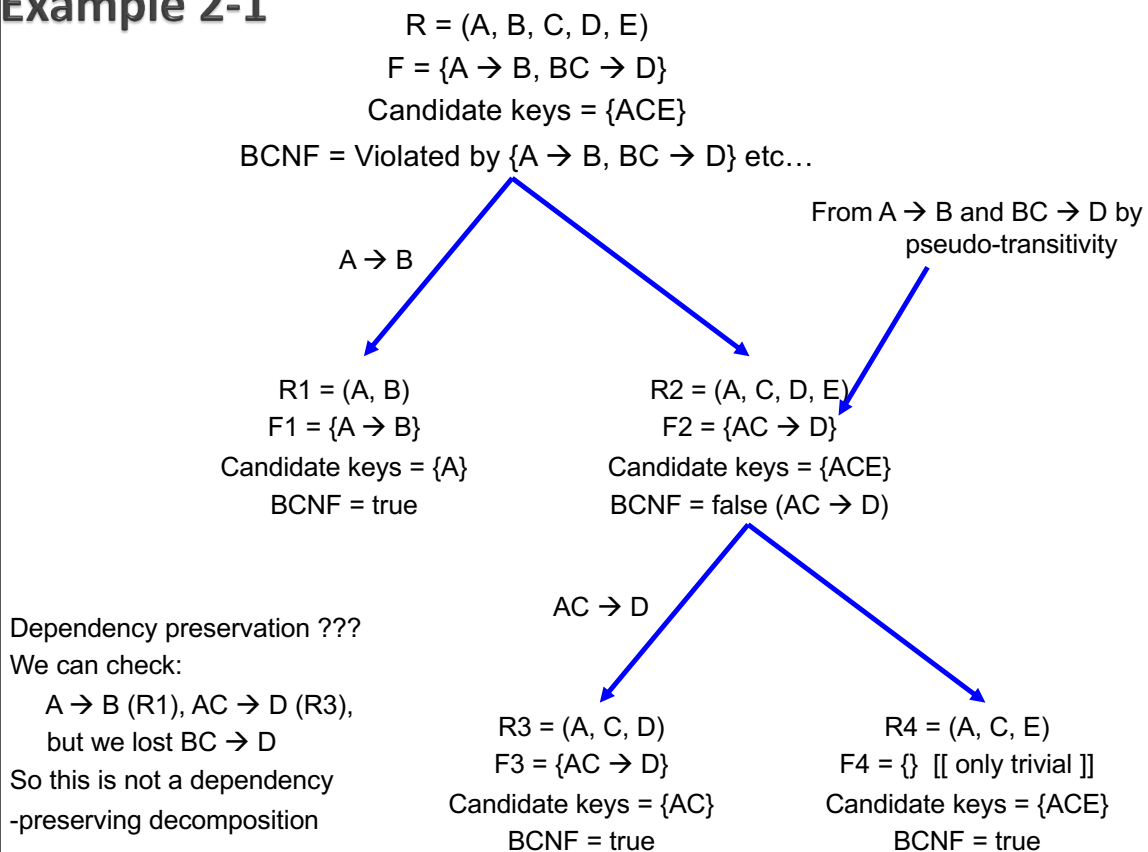 Example 2-1
R = (A, B, C, D, E)
F = {A → B, BC → D}
Candidate keys = {ACE}
BCNF = Violated by {A → B, BC → D} etc…
From A → B and BC → D by
pseudo-transitivity
A → B
R1 = (A, B)
F1 = {A → B}
Candidate keys = {A}
BCNF = true
R2 = (A, C, D, E)
F2 = {AC → D}
Candidate keys = {ACE}
BCNF = false (AC → D)
AC → D
Dependency preservation ???
We can check:
A → B (R1), AC → D (R3),
but we lost BC → D
So this is not a dependency
-preserving decomposition
R3 = (A, C, D)
F3 = {AC → D}
Candidate keys = {AC}
BCNF = true
R4 = (A, C, E)
F4 = {} [[ only trivial ]]
Candidate keys = {ACE}
BCNF = true